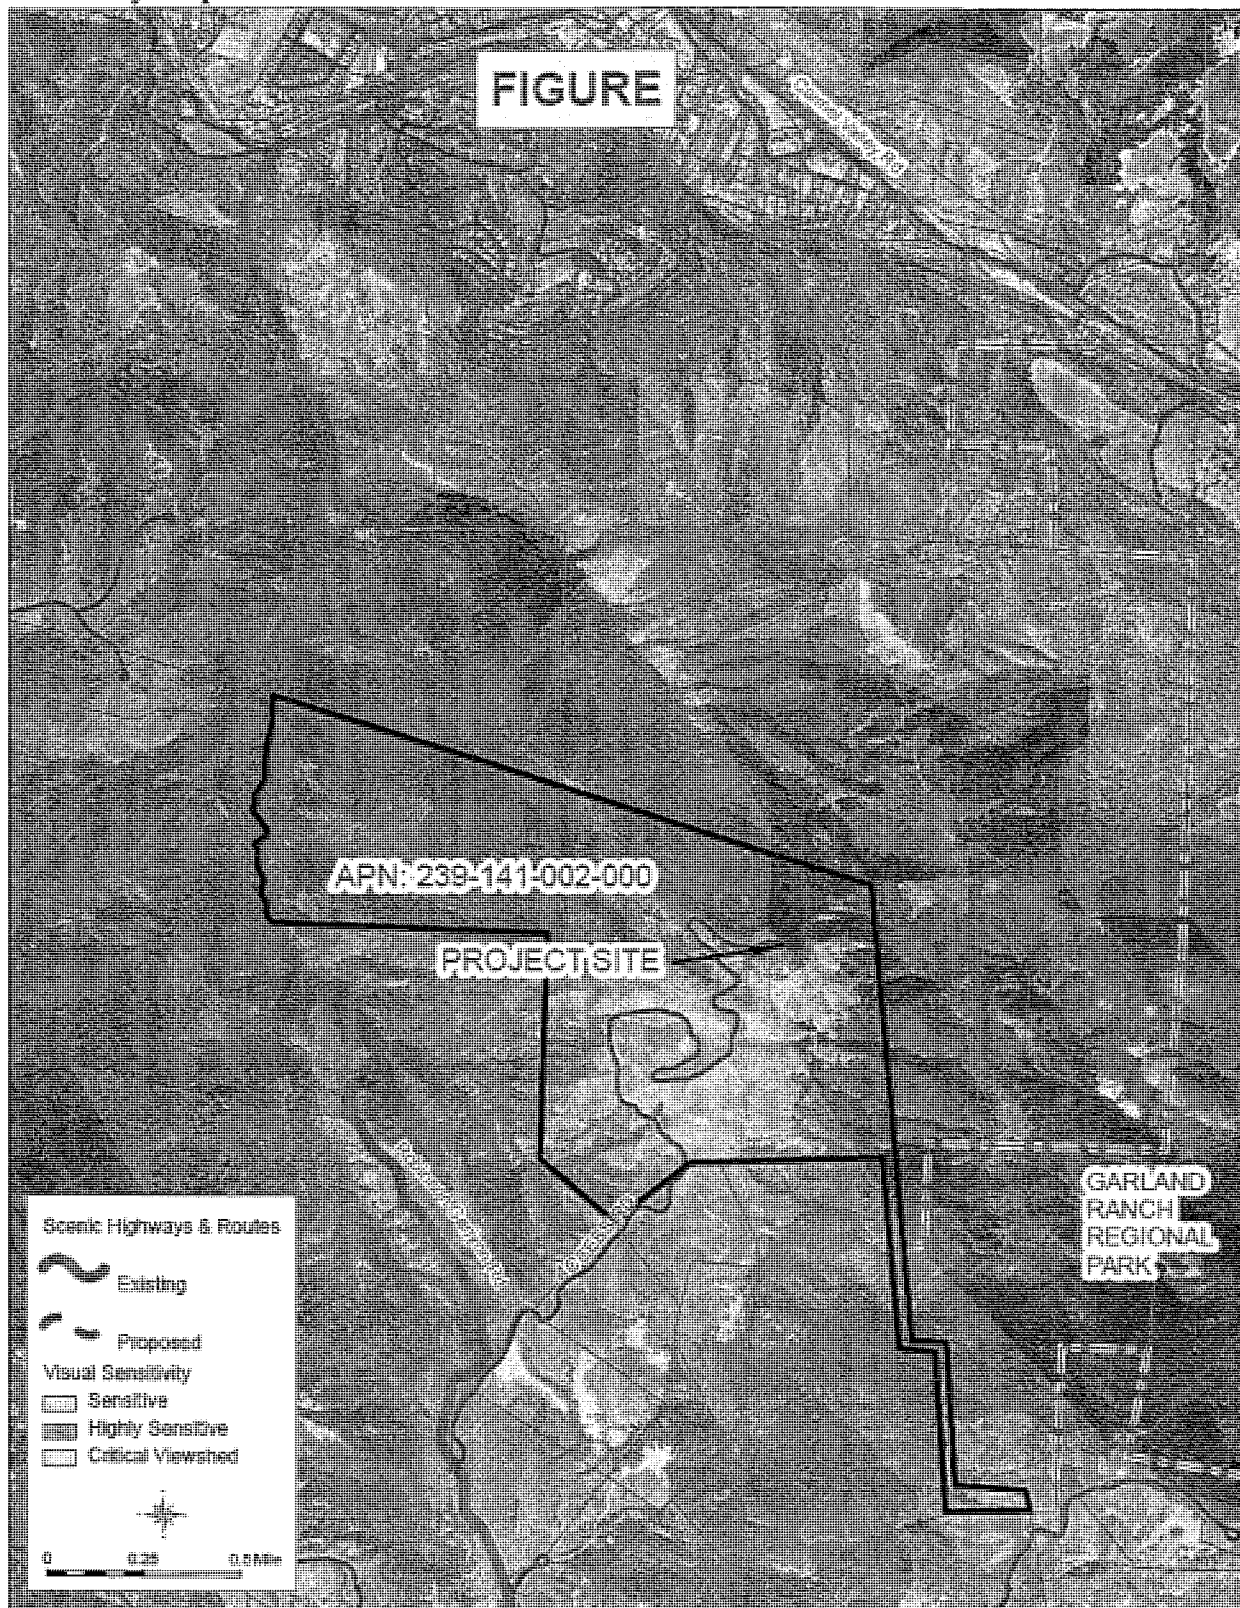 FIGURE
APN: 239-141-002-000
PROJECT SITE
GARLAND
RANCH
REGIONAL
PARK
Scenic Highways & Routes
Existing
Proposed
Visual Sensitivity
Sensitive
Highly Sensitive
Critical Viewshed
0 0.25 0.5 Mile